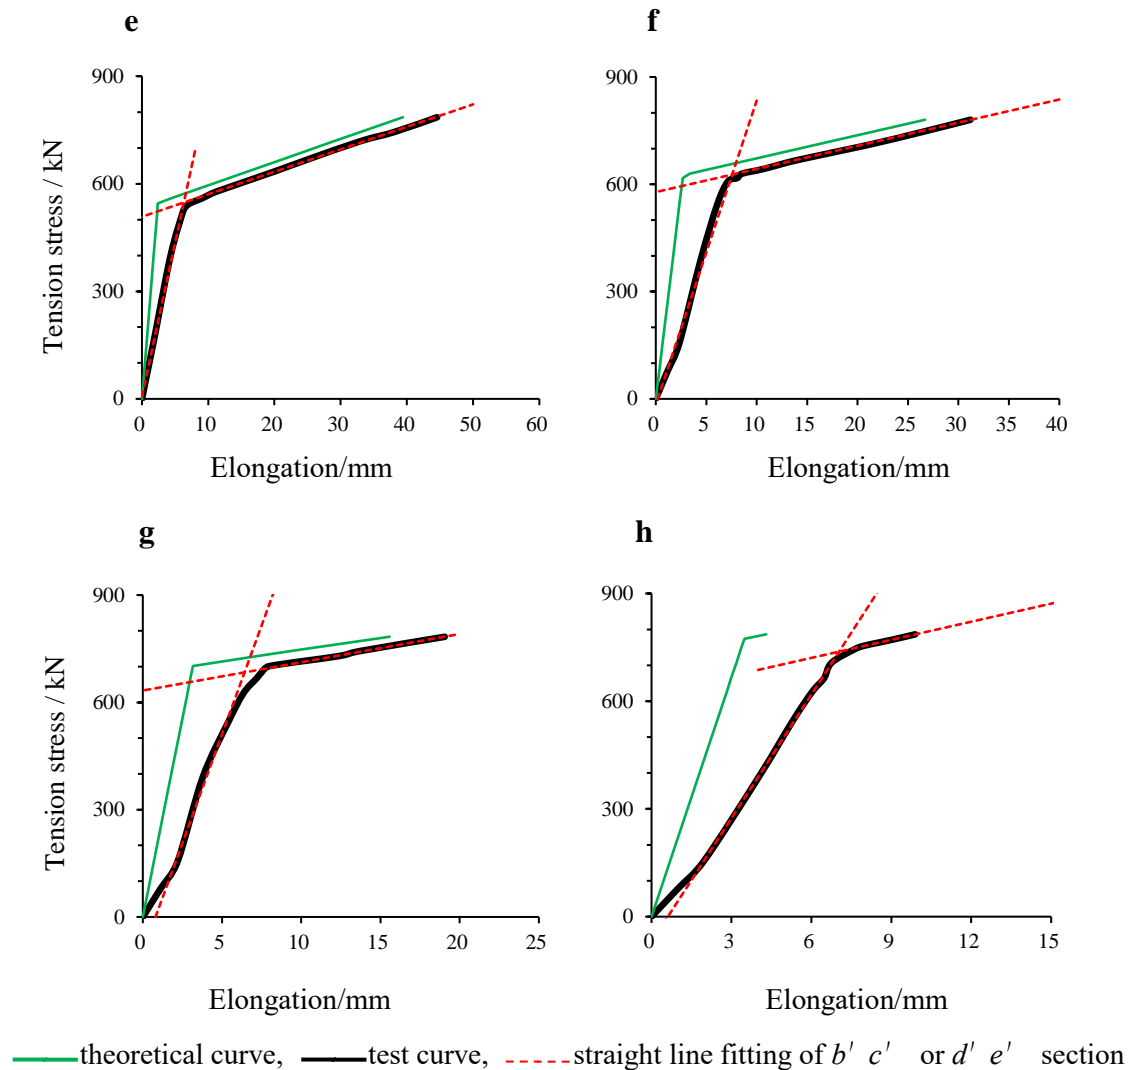 e
f
900
600
300
0
Tension stress / kN
0 10 20 30 40 50 60
Elongation/mm
900
600
300
0
0 5 10 15 20 25 30 35 40
Elongation/mm
g
h
900
600
300
0
Tension stress / kN
0 5 10 15 20 25
Elongation/mm
900
600
300
0
0 3 6 9 12 15
Elongation/mm
theoretical curve, test curve, straight line fitting of b' c' or d' e' section